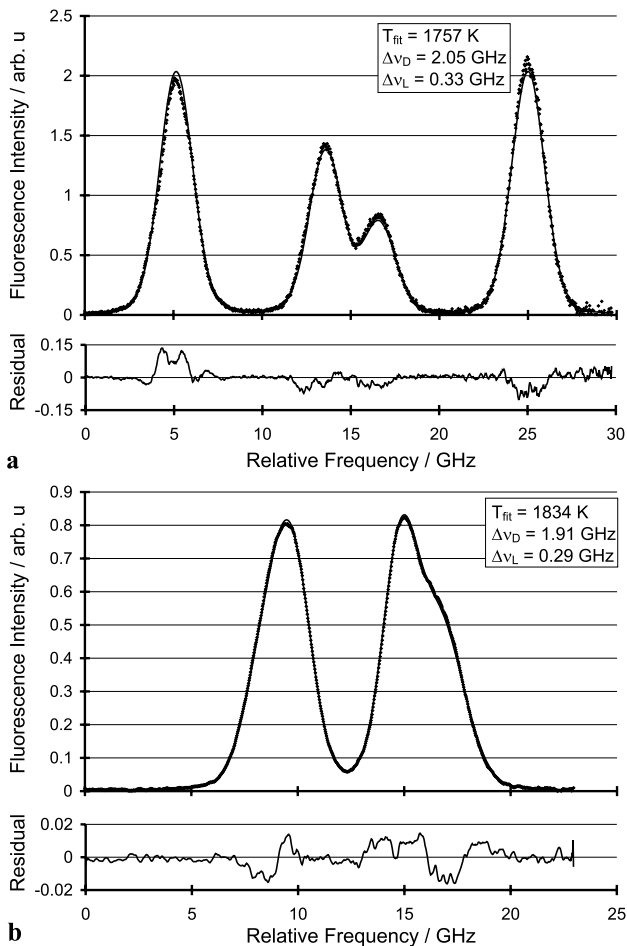 2.5
2
1.5
1
0.5
0
Fluorescence Intensity / arb. u
T_fit = 1757 K
Δν_D = 2.05 GHz
Δν_L = 0.33 GHz
0.15
0
-0.15
Residual
0 5 10 15 20 25 30
Relative Frequency / GHz
a
0.9
0.8
0.7
0.6
0.5
0.4
0.3
0.2
0.1
0
Fluorescence Intensity / arb. u
T_fit = 1834 K
Δν_D = 1.91 GHz
Δν_L = 0.29 GHz
0.02
0
-0.02
Residual
0 5 10 15 20 25
Relative Frequency / GHz
b